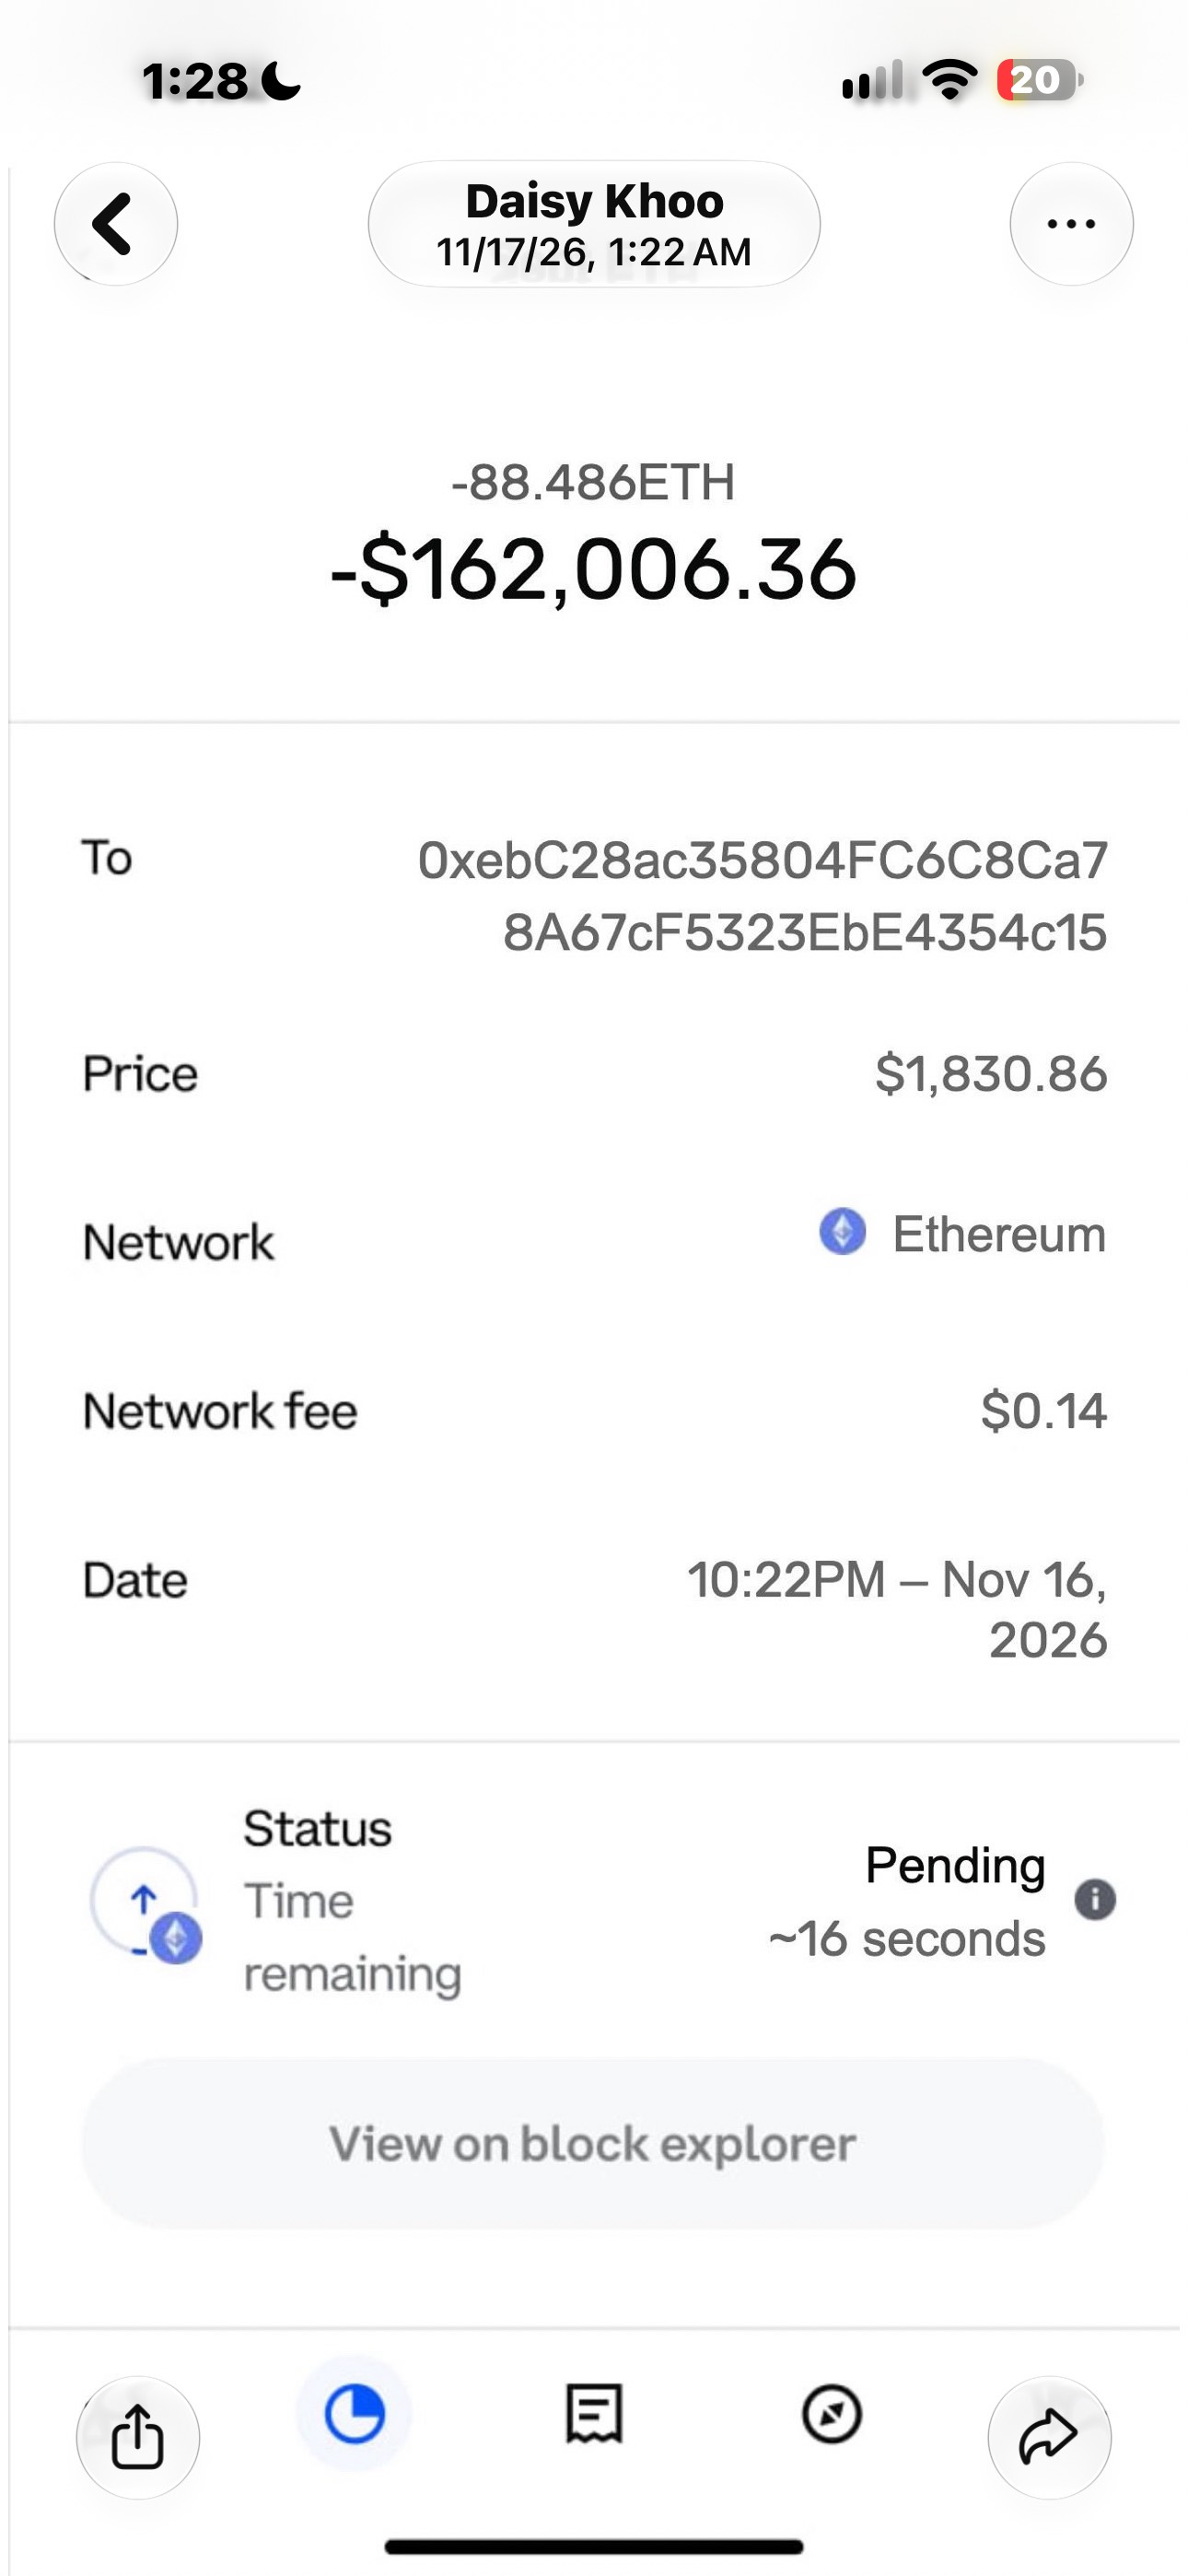 1:28
20
Daisy Khoo
11/17/26, 1:22 AM
-88.486ETH
-$162,006.36
To
0xebC28ac35804FC6C8Ca7
8A67cF5323EbE4354c15
Price
$1,830.86
Network
Ethereum
Network fee
$0.14
Date
10:22PM – Nov 16,
2026
Status
Time
remaining
Pending
~16 seconds
View on block explorer